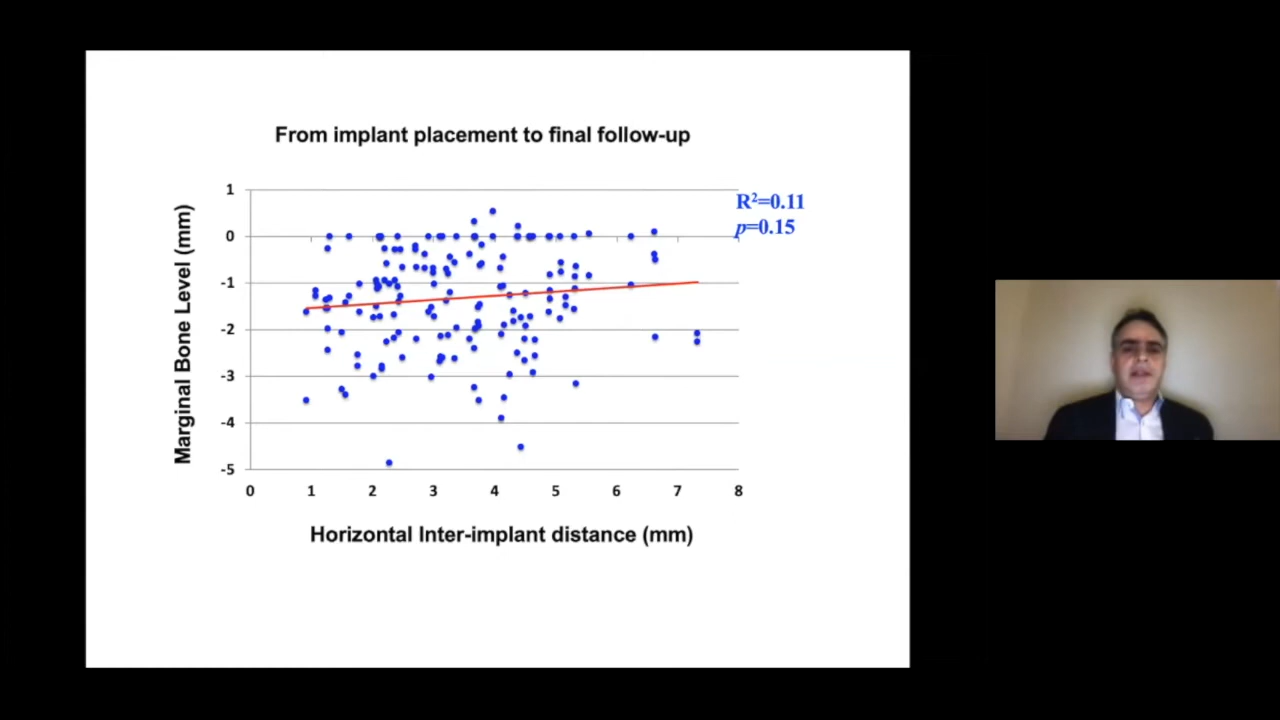 From implant placement to final follow-up
R²=0.11
p=0.15
Marginal Bone Level (mm)
1
0
-1
-2
-3
-4
-5
0 1 2 3 4 5 6 7 8
Horizontal Inter-implant distance (mm)